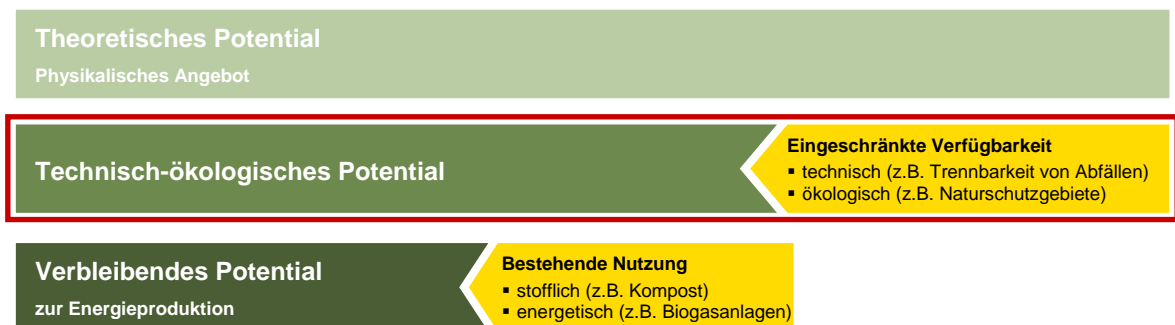 Theoretisches Potential
Physikalisches Angebot
Technisch-ökologisches Potential
Eingeschränkte Verfügbarkeit
▪ technisch (z.B. Trennbarkeit von Abfällen)
▪ ökologisch (z.B. Naturschutzgebiete)
Verbleibendes Potential
zur Energieproduktion
Bestehende Nutzung
▪ stofflich (z.B. Kompost)
▪ energetisch (z.B. Biogasanlagen)